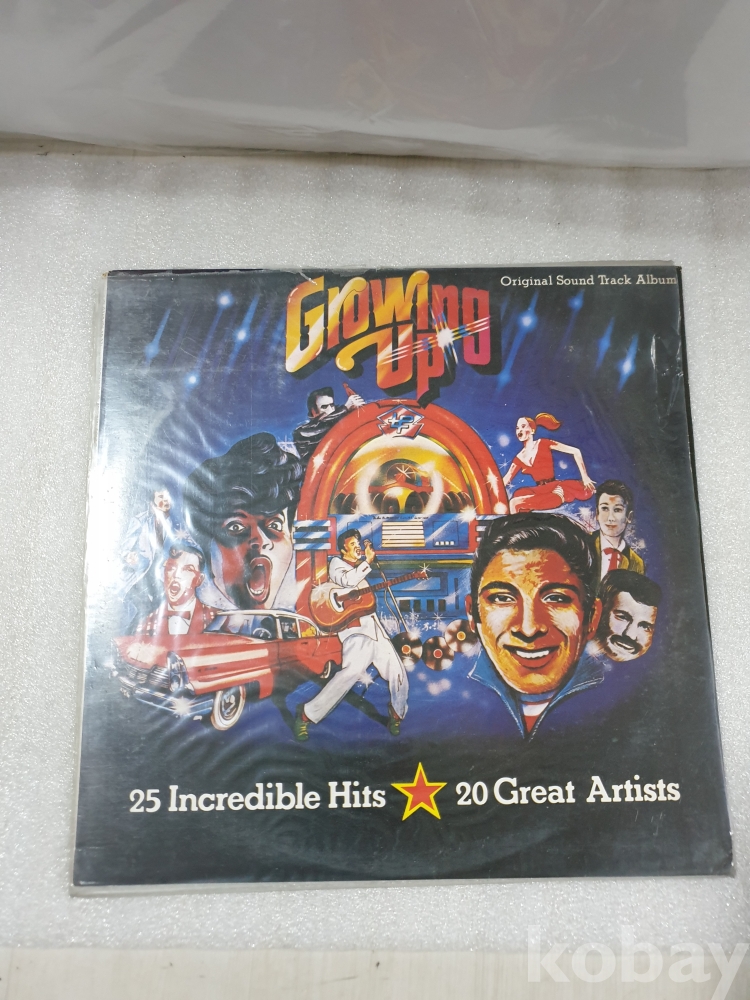 Original Sound Track Album
Growing
Up
25 Incredible Hits
20 Great Artists
kobay